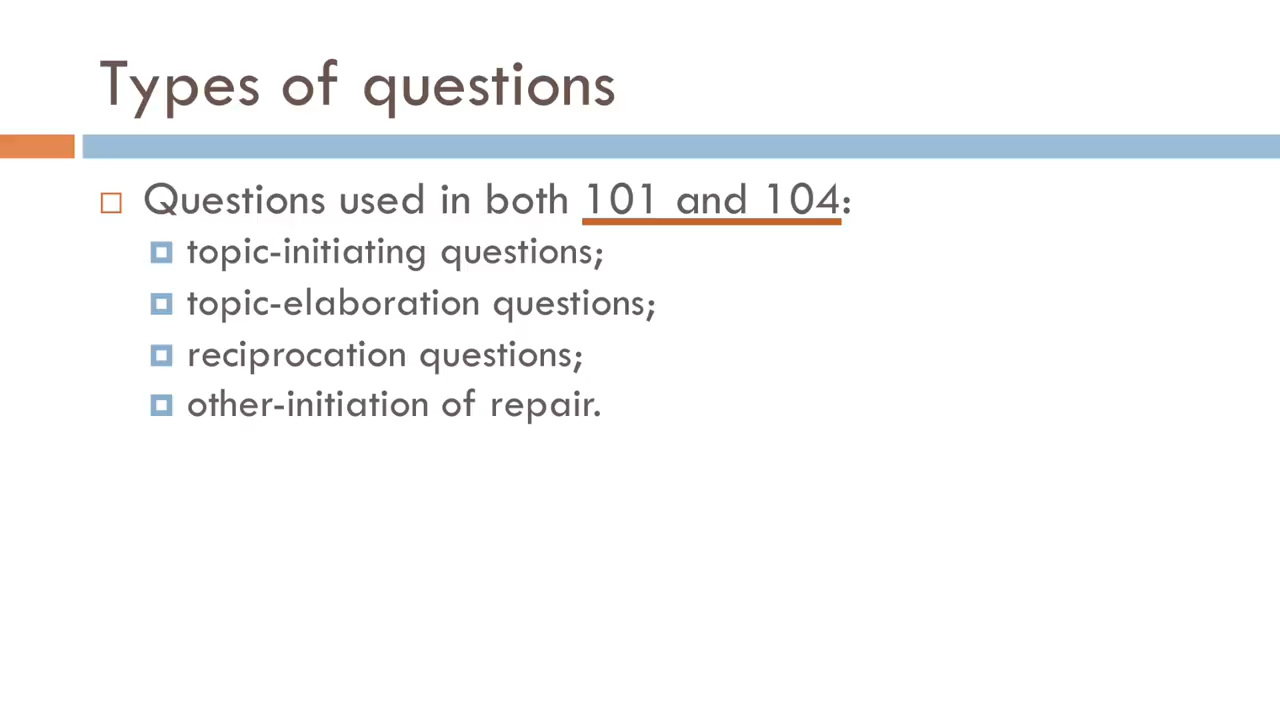 Types of questions
Questions used in both 101 and 104:
topic-initiating questions;
topic-elaboration questions;
reciprocation questions;
other-initiation of repair.